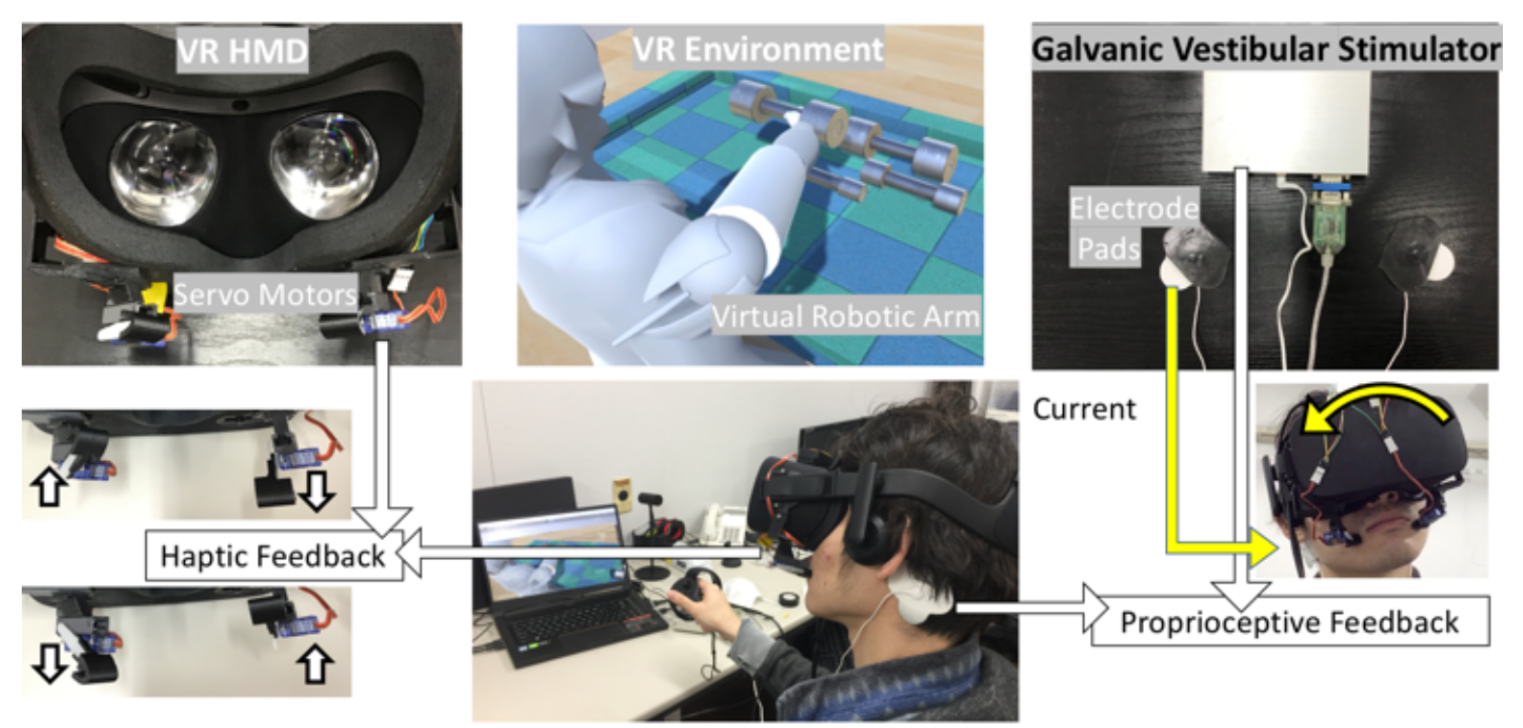 VR HMD
Servo Motors
VR Environment
Virtual Robotic Arm
Galvanic Vestibular Stimulator
Electrode
Pads
Current
Haptic Feedback
Proprioceptive Feedback